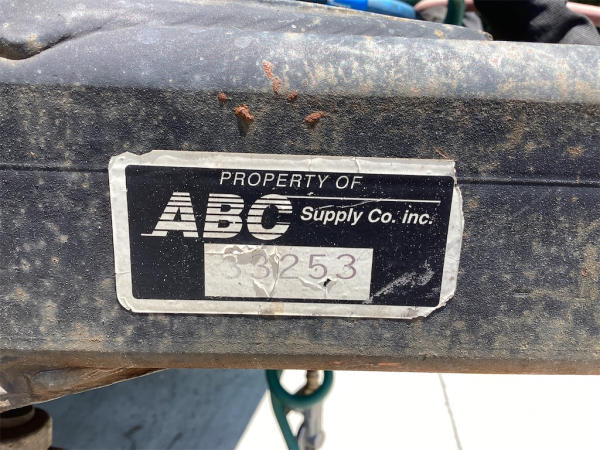 PROPERTY OF
ABC Supply Co. inc.
33253